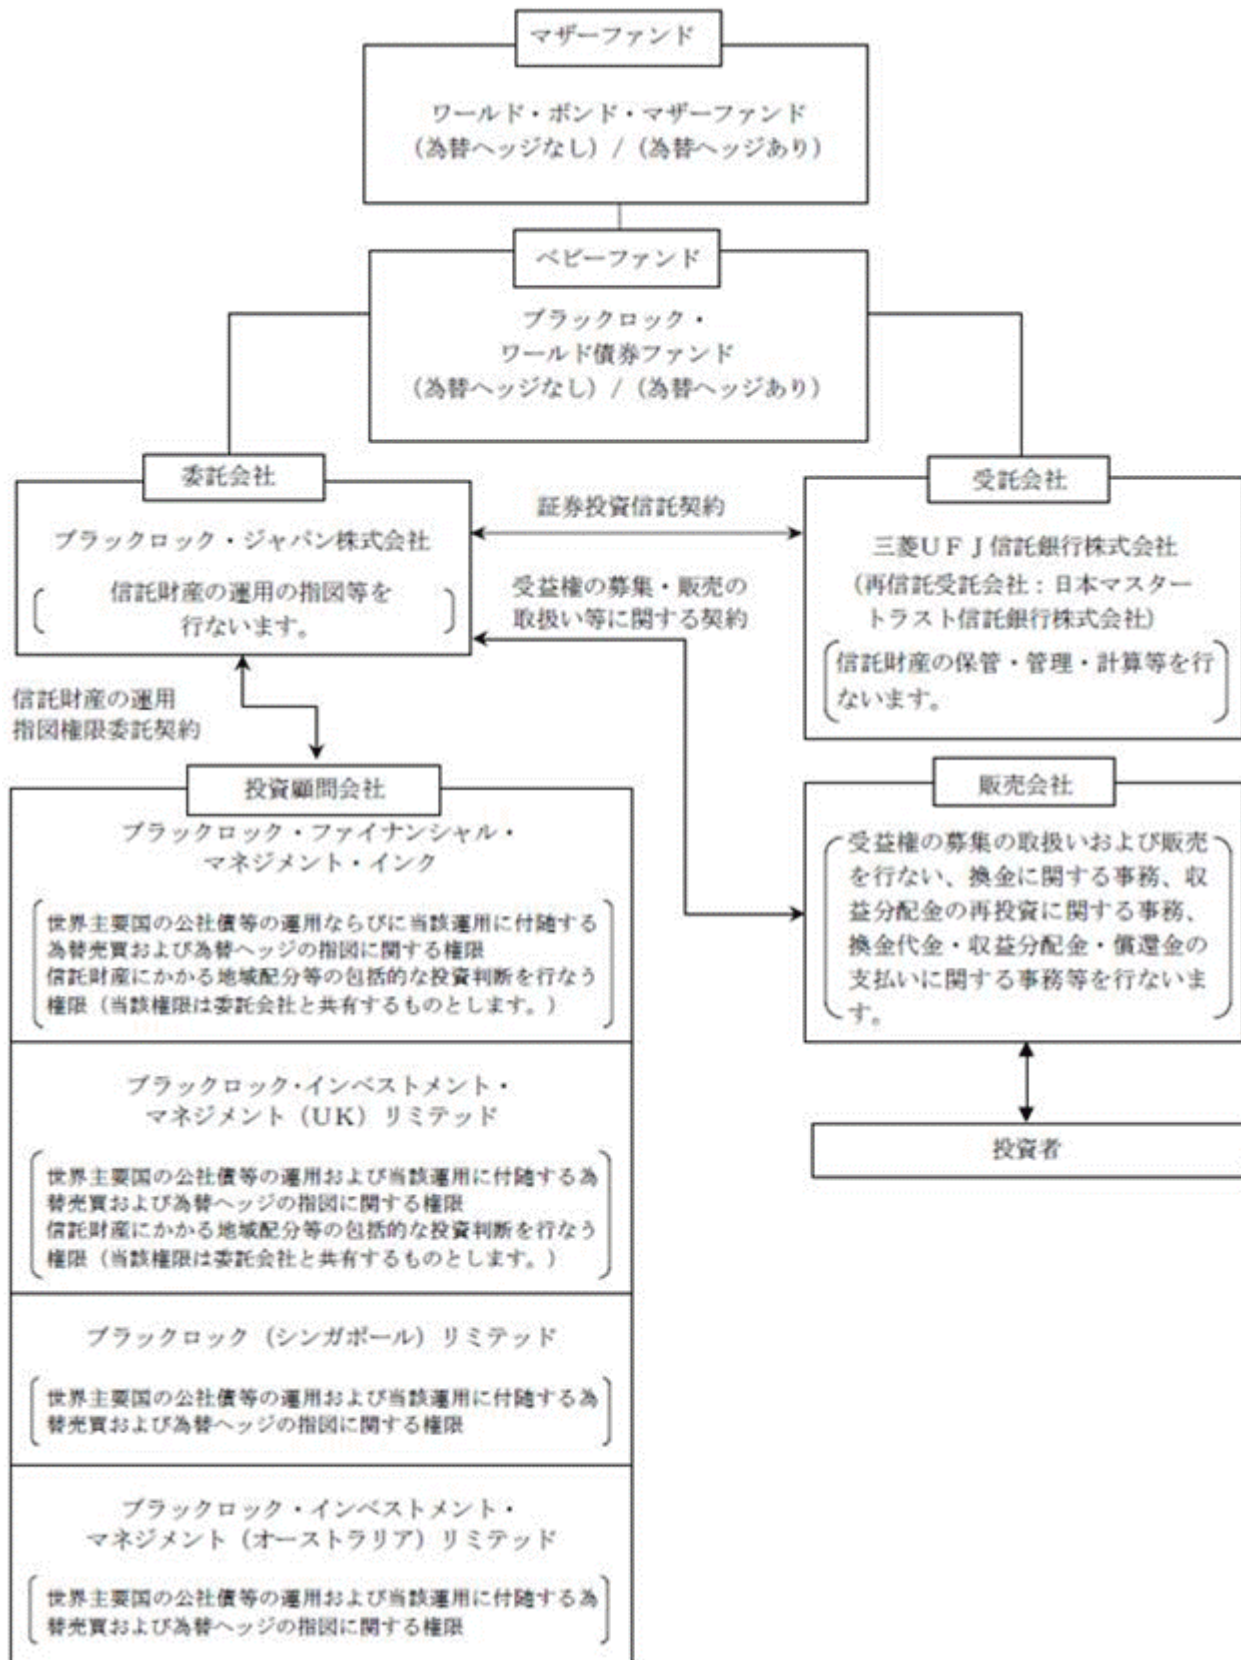 マザーファンド
ワールド・ボンド・マザーファンド
（為替ヘッジなし）/（為替ヘッジあり）
ベビーファンド
ブラックロック・
ワールド債券ファンド
（為替ヘッジなし）/（為替ヘッジあり）
委託会社
ブラックロック・ジャパン株式会社
信託財産の運用の指図等を
行ないます。
証券投資信託契約
受益権の募集・販売の
取扱い等に関する契約
受託会社
三菱ＵＦＪ信託銀行株式会社
（再信託受託会社：日本マスター
トラスト信託銀行株式会社）
信託財産の保管・管理・計算等を行
ないます。
信託財産の運用
指図権限委託契約
投資顧問会社
ブラックロック・ファイナンシャル・
マネジメント・インク
世界主要国の公社債等の運用ならびに当該運用に付随する
為替売買および為替ヘッジの指図に関する権限
信託財産にかかる地域配分等の包括的な投資判断を行なう
権限（当該権限は委託会社と共有するものとします。）
ブラックロック・インベストメント・
マネジメント（ＵＫ）リミテッド
世界主要国の公社債等の運用および当該運用に付随する為
替売買および為替ヘッジの指図に関する権限
信託財産にかかる地域配分等の包括的な投資判断を行なう
権限（当該権限は委託会社と共有するものとします。）
ブラックロック（シンガポール）リミテッド
世界主要国の公社債等の運用および当該運用に付随する為
替売買および為替ヘッジの指図に関する権限
ブラックロック・インベストメント・
マネジメント（オーストラリア）リミテッド
世界主要国の公社債等の運用および当該運用に付随する為
替売買および為替ヘッジの指図に関する権限
販売会社
受益権の募集の取扱いおよび販売
を行ない、換金に関する事務、収
益分配金の再投資に関する事務、
換金代金・収益分配金・償還金の
支払いに関する事務等を行ないま
す。
投資者